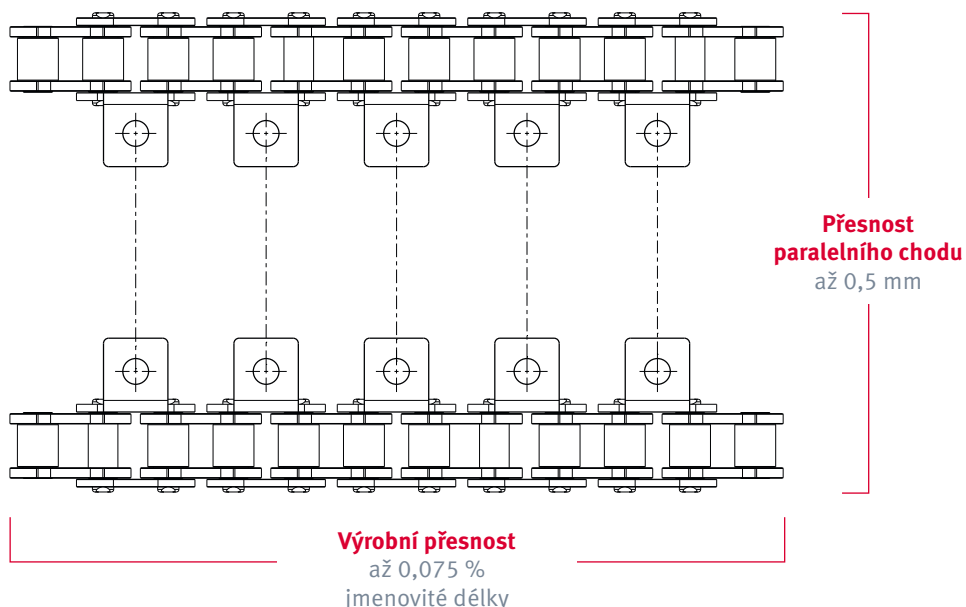 Přesnost
paralelního chodu
až 0,5 mm
Výrobní přesnost
až 0,075 %
jmenovité délky